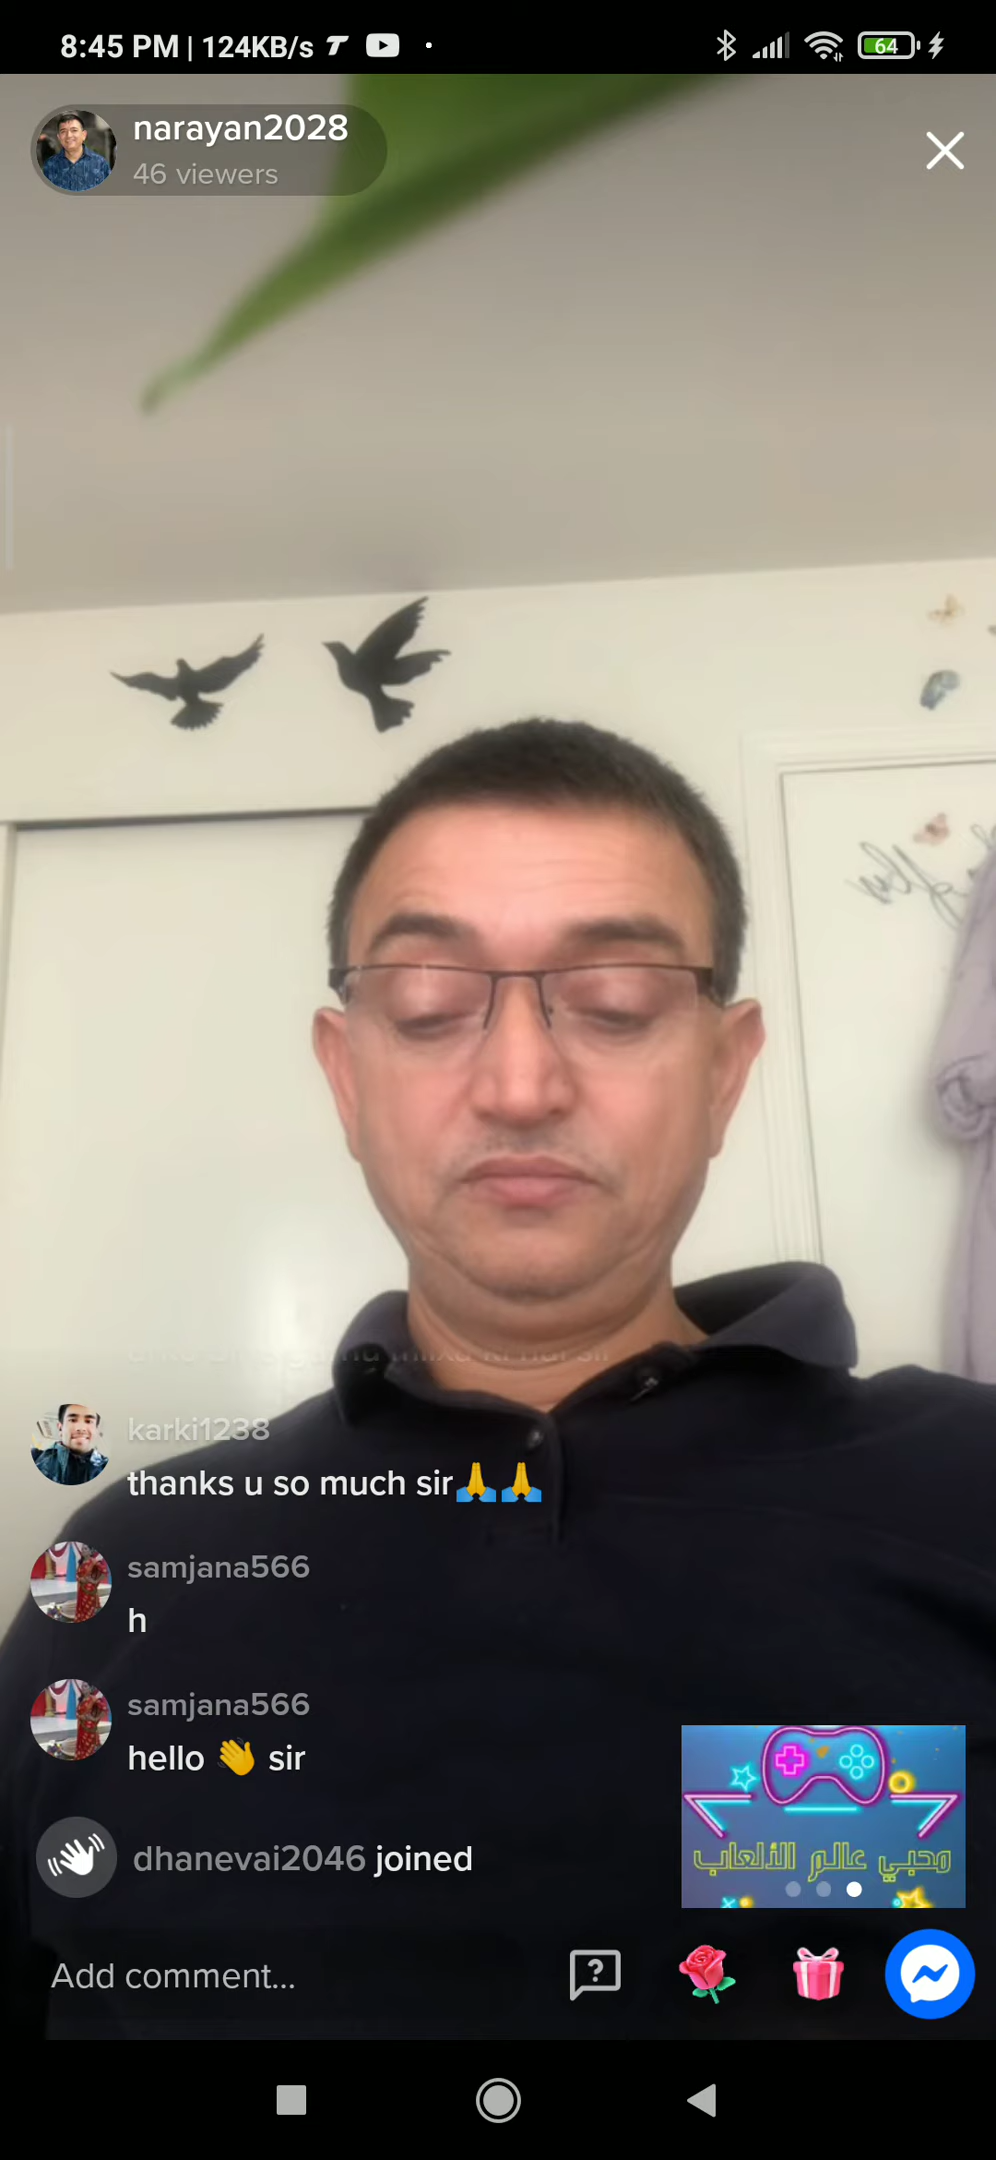 8:45 PM | 124KB/s
64
narayan2028
46 viewers
karki1238
thanks u so much sir🙏🙏
samjana566
h
samjana566
hello 👋 sir
dhanevai2046 joined
محبي عالم الألعاب
Add comment...